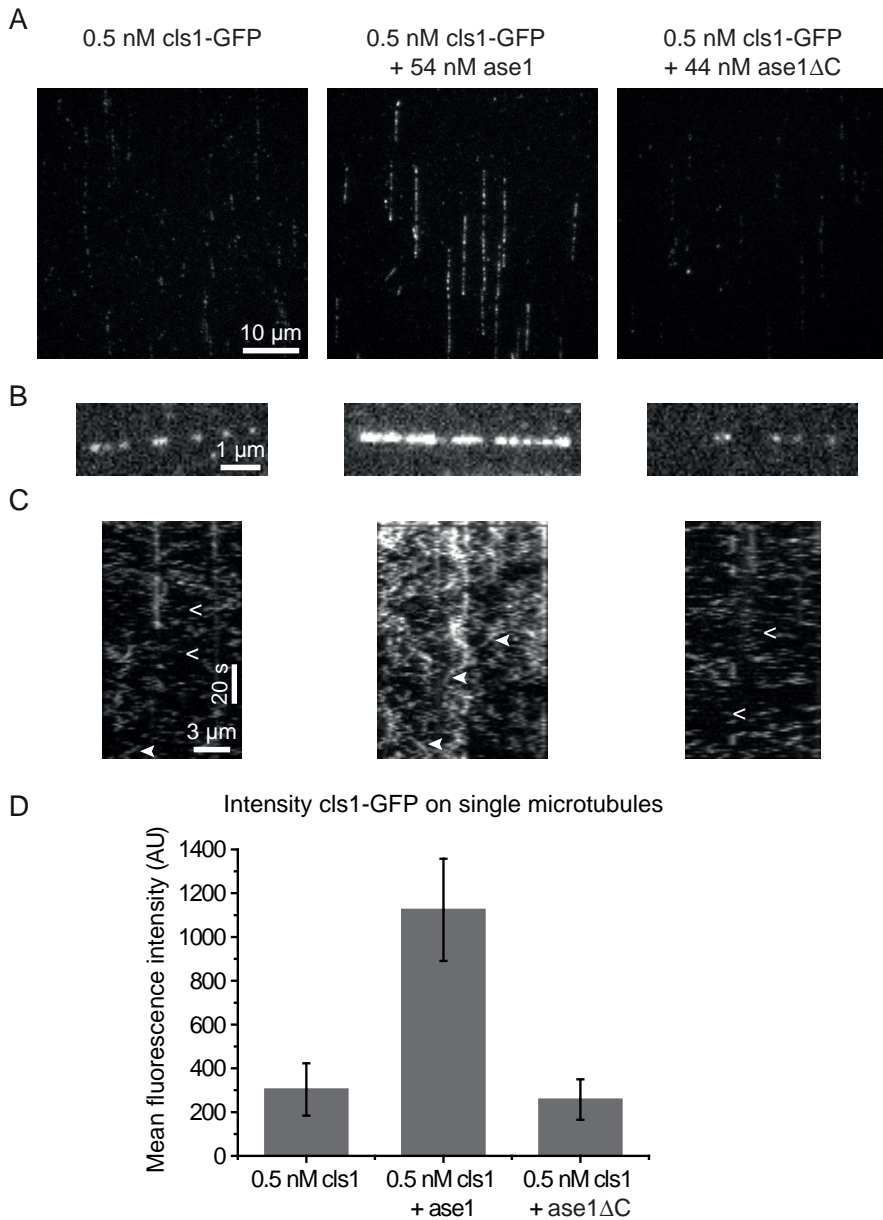 A
0.5 nM cls1-GFP
0.5 nM cls1-GFP
+ 54 nM ase1
0.5 nM cls1-GFP
+ 44 nM ase1ΔC
10 µm
B
1 µm
C
<
<
20 s
3 µm
<
<
D
Intensity cls1-GFP on single microtubules
Mean fluorescence intensity (AU)
1400
1200
1000
800
600
400
200
0
0.5 nM cls1
0.5 nM cls1
+ ase1
0.5 nM cls1
+ ase1ΔC